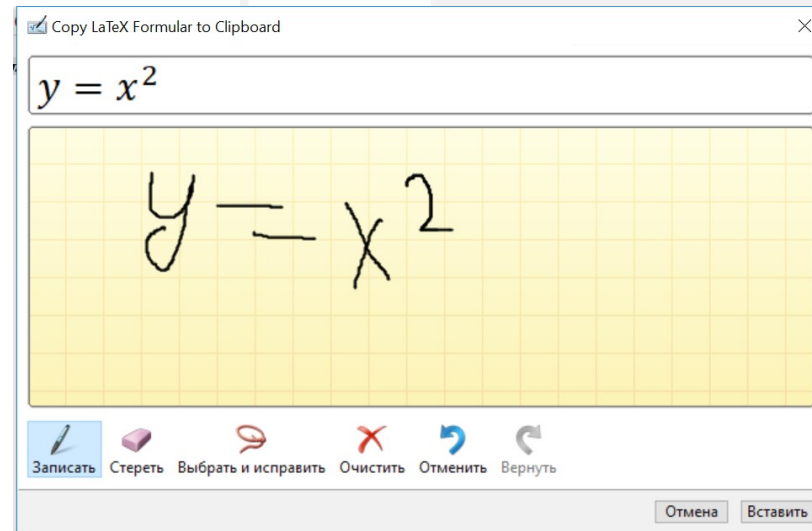 Copy LaTeX Formular to Clipboard
y = x²
y = x²
Записать Стереть Выбрать и исправить Очистить Отменить Вернуть
Отмена Вставить